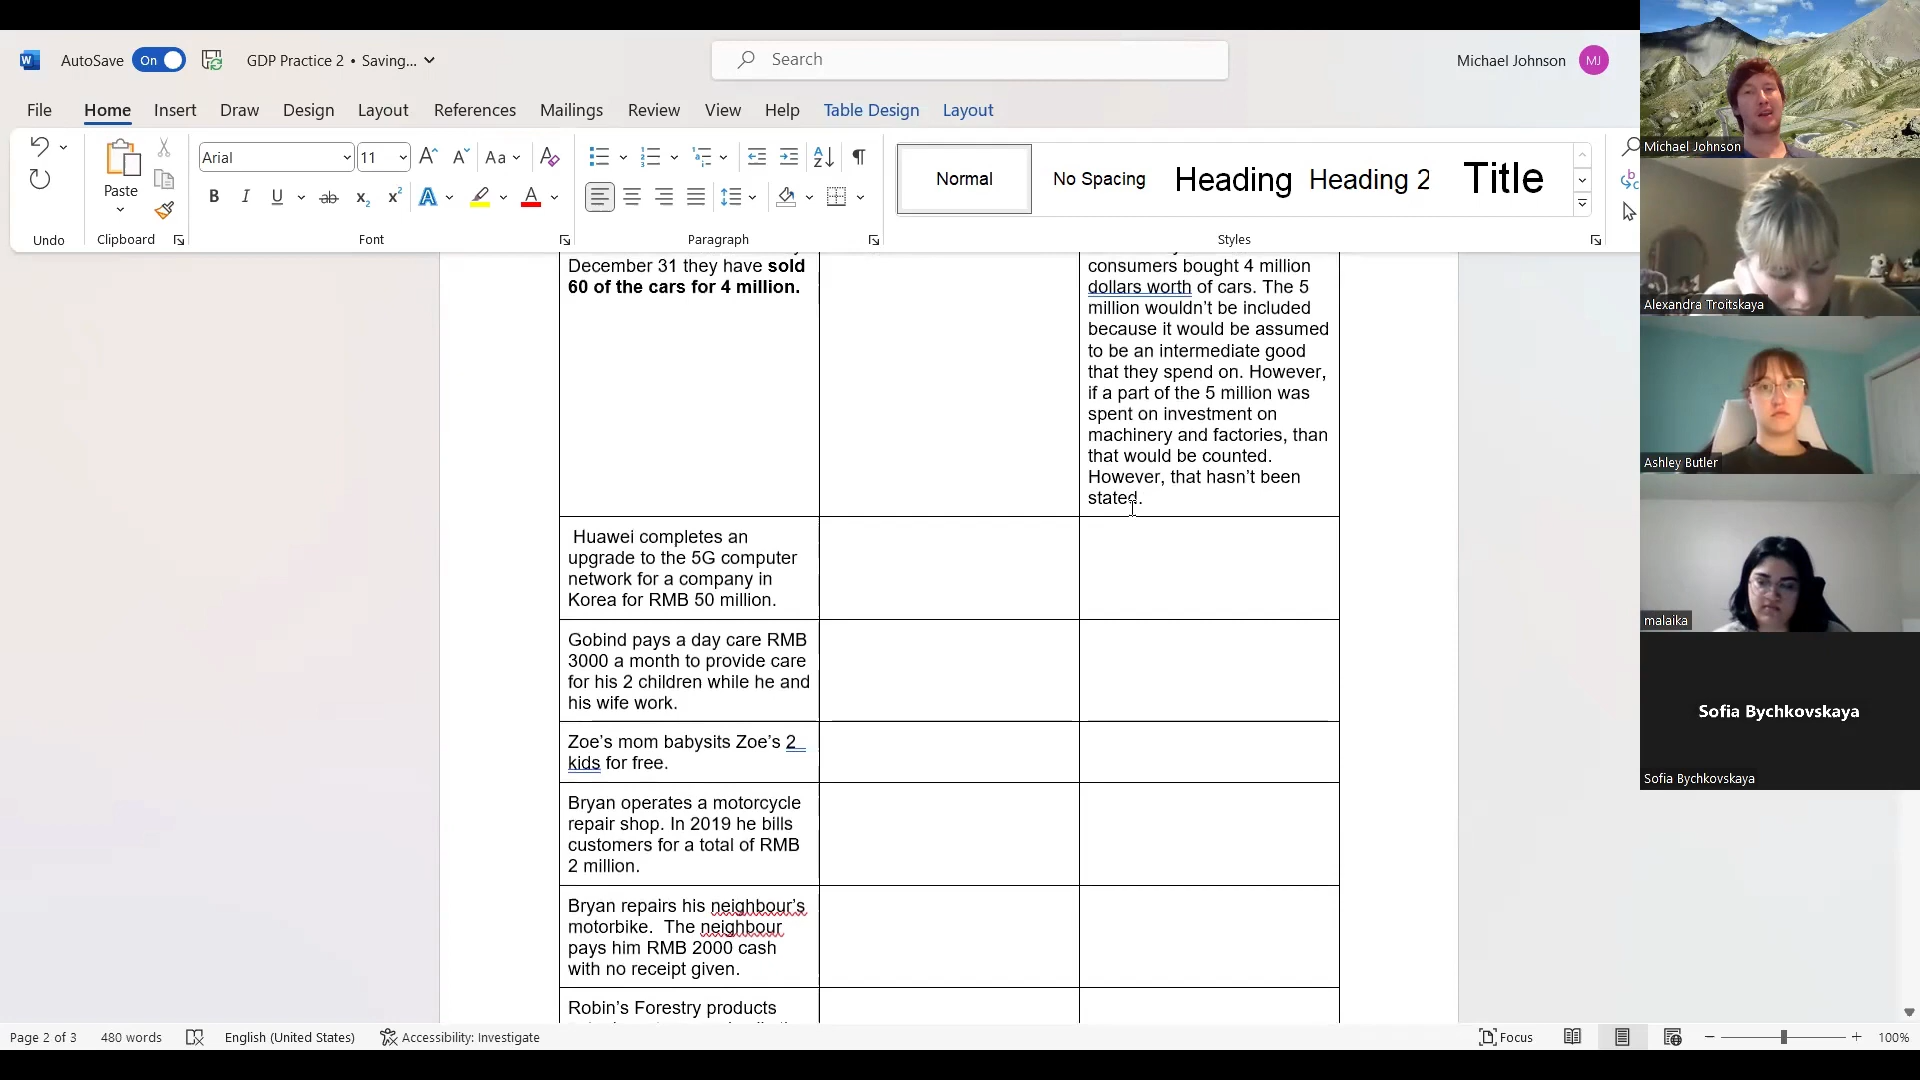 AutoSave On GDP Practice 2 • Saving... Search Michael Johnson MJ
File Home Insert Draw Design Layout References Mailings Review View Help Table Design Layout
Paste
Arial 11 Aa
Normal No Spacing Heading Heading 2 Title
Undo Clipboard Font Paragraph Styles
December 31 they have sold
60 of the cars for 4 million.
consumers bought 4 million
dollars worth of cars. The 5
million wouldn’t be included
because it would be assumed
to be an intermediate good
that they spend on. However,
if a part of the 5 million was
spent on investment on
machinery and factories, than
that would be counted.
However, that hasn’t been
stated.
Huawei completes an
upgrade to the 5G computer
network for a company in
Korea for RMB 50 million.
Gobind pays a day care RMB
3000 a month to provide care
for his 2 children while he and
his wife work.
Zoe’s mom babysits Zoe’s 2
kids for free.
Bryan operates a motorcycle
repair shop. In 2019 he bills
customers for a total of RMB
2 million.
Bryan repairs his neighbour’s
motorbike. The neighbour
pays him RMB 2000 cash
with no receipt given.
Robin’s Forestry products
Page 2 of 3 480 words English (United States) Accessibility: Investigate Focus 100%
Michael Johnson
Alexandra Troitskaya
Ashley Butler
malaika
Sofia Bychkovskaya
Sofia Bychkovskaya